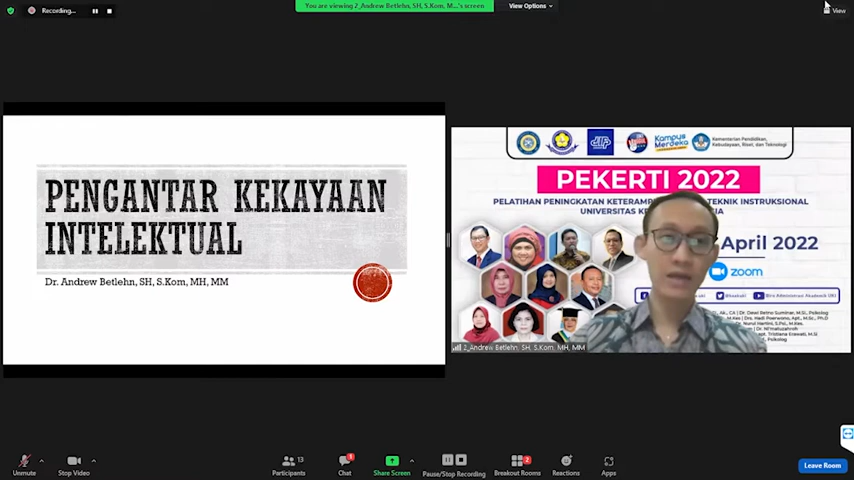 Recording...
You are viewing 2_Andrew Betlehn, SH, S.Kom, M...'s screen
View Options
View
PENGANTAR KEKAYAAN
INTELEKTUAL
Dr. Andrew Betlehn, SH, S.Kom, MH, MM
Kampus
Merdeka
Kementerian Pendidikan,
Kebudayaan, Riset, dan Teknologi
PEKERTI 2022
PELATIHAN PENINGKATAN TEKNIK INSTRUKSIONAL
UNIVERSITAS
April 2022
zoom
Biro Administrasi Akademik UKI
2_Andrew Betlehn, SH, S.Kom, MH, MM
Unmute
Stop Video
Participants
13
Chat
1
Share Screen
Pause/Stop Recording
Breakout Rooms
2
Reactions
Apps
Leave Room